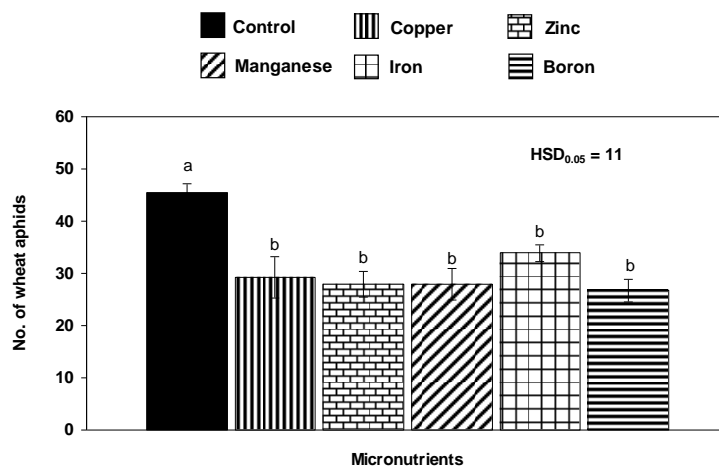 Control Copper Zinc
Manganese Iron Boron
60
50
40
30
20
10
0
No. of wheat aphids
HSD0.05 = 11
a
b
b
b
b
b
Micronutrients